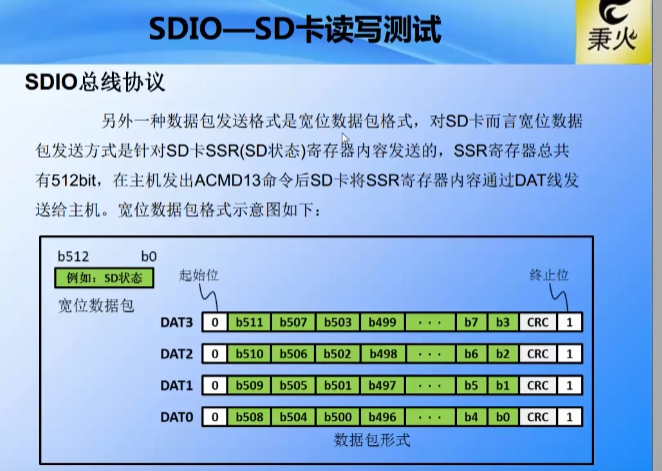 SDIO—SD卡读写测试
秉火
SDIO总线协议
另外一种数据包发送格式是宽位数据包格式，对SD卡而言宽位数据
包发送方式是针对SD卡SSR(SD状态)寄存器内容发送的，SSR寄存器总共
有512bit，在主机发出ACMD13命令后SD卡将SSR寄存器内容通过DAT线发
送给主机。宽位数据包格式示意图如下：
b512 b0
例如：SD状态
宽位数据包
起始位 终止位
DAT3 0 b511 b507 b503 b499 · · · b7 b3 CRC 1
DAT2 0 b510 b506 b502 b498 · · · b6 b2 CRC 1
DAT1 0 b509 b505 b501 b497 · · · b5 b1 CRC 1
DAT0 0 b508 b504 b500 b496 · · · b4 b0 CRC 1
数据包形式